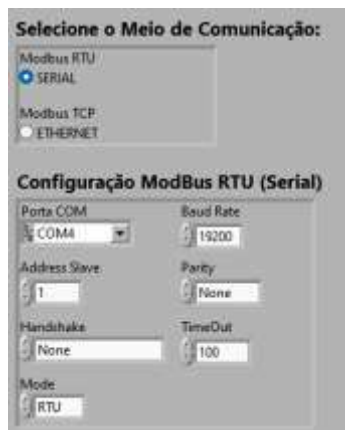 Selecione o Meio de Comunicação:
Modbus RTU
SERIAL
Modbus TCP
ETHERNET
Configuração ModBus RTU (Serial)
Porta COM Baud Rate
COM4 19200
Address Slave Parity
1 None
Handshake TimeOut
None 100
Mode
RTU